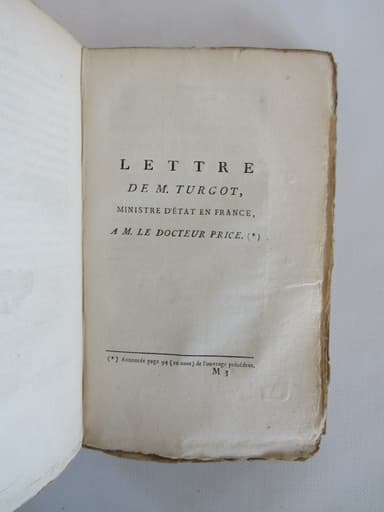 LETTRE
DE M. TURGOT,
MINISTRE D'ÉTAT EN FRANCE,
A M. LE DOCTEUR PRICE. (*)
(*) Annoncée page 94 (en note) de l'ouvrage précédent.
M 3